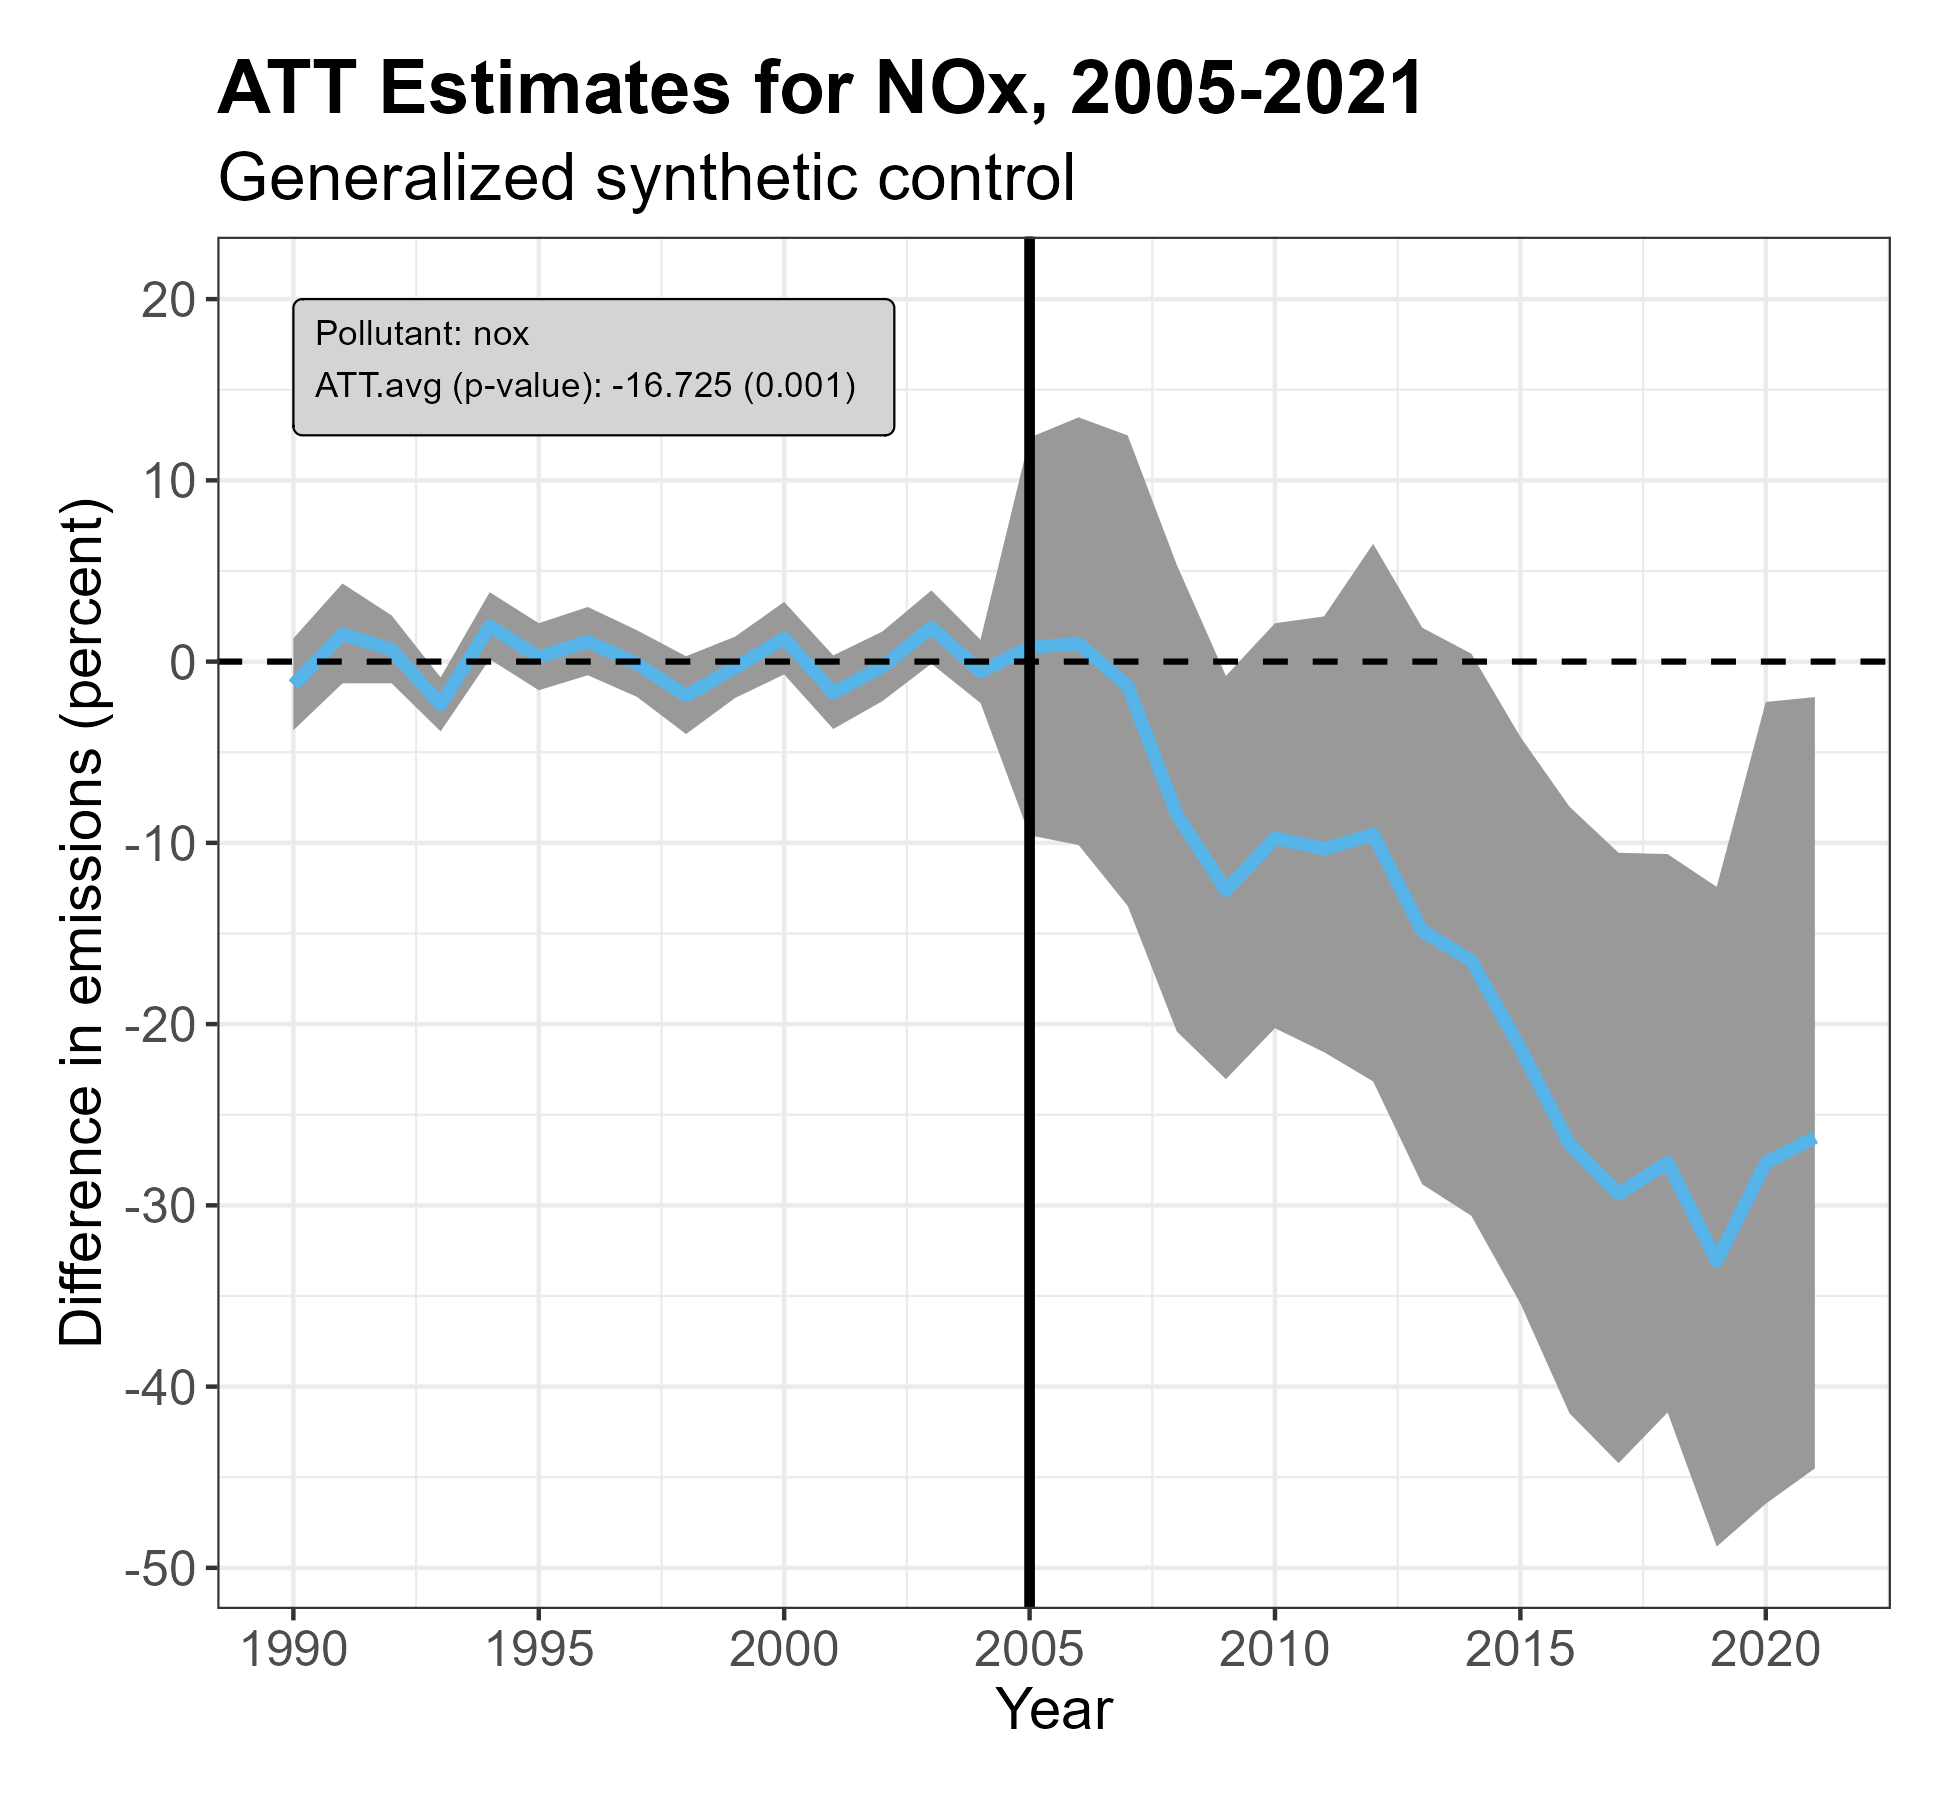 ATT Estimates for NOx, 2005-2021
Generalized synthetic control
Pollutant: nox
ATT.avg (p-value): -16.725 (0.001)
Difference in emissions (percent)
20
10
0
-10
-20
-30
-40
-50
1990 1995 2000 2005 2010 2015 2020
Year